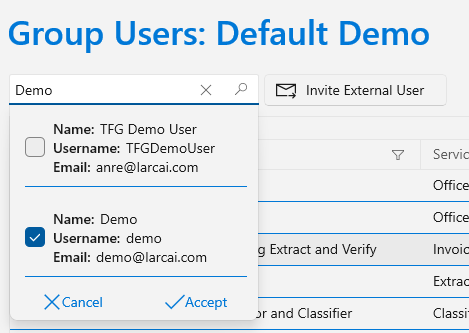 Group Users: Default Demo
Demo
Invite External User
Name: TFG Demo User
Username: TFGDemoUser
Email: anre@larcai.com
Name: Demo
Username: demo
Email: demo@larcai.com
Cancel
Accept
Servic
Office
Office
g Extract and Verify
Invoic
Extrac
or and Classifier
Classi